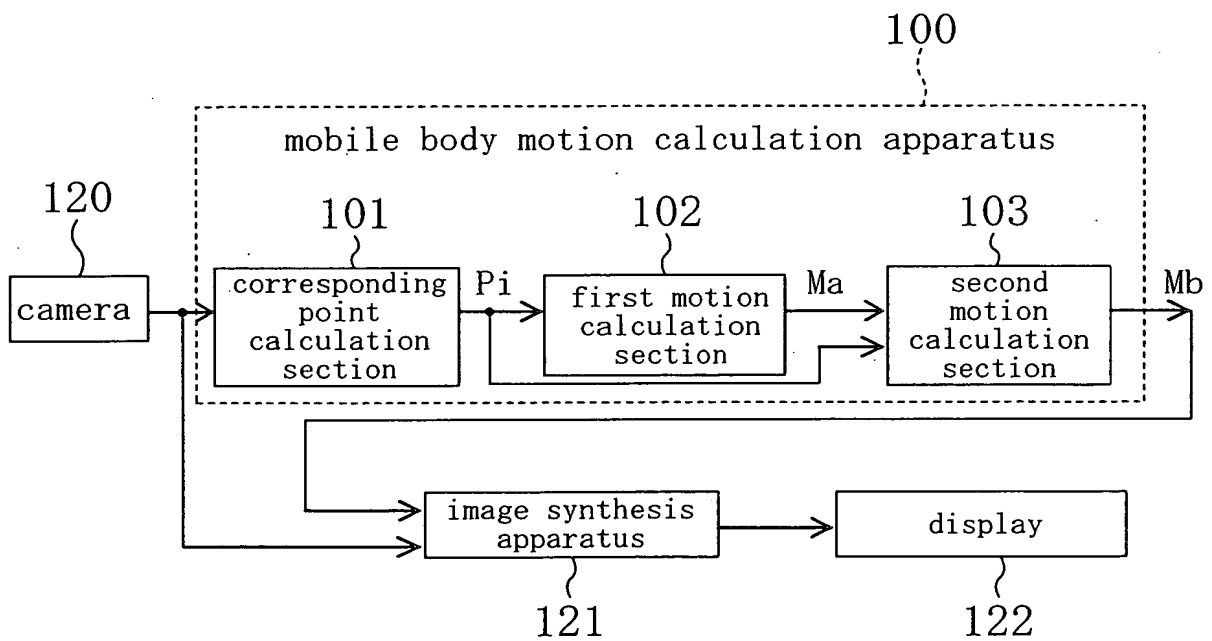 100
mobile body motion calculation apparatus
120
101
102
103
camera
corresponding
point
calculation
section
Pi
first motion
calculation
section
Ma
second
motion
calculation
section
Mb
image synthesis
apparatus
display
121
122